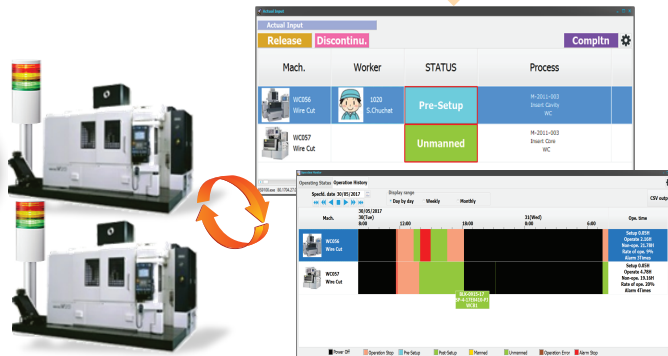 Actual Input
Actual Input
Release Discontinu. Compltn
Mach. Worker STATUS Process
WC056
Wire Cut
1020
S.Chuchat
Pre-Setup
M-2011-003
Insert Cavity
WC
WC057
Wire Cut
Unmanned
M-2011-003
Insert Core
WC
Operating Status Operation History
Specfd. date 30/05/2017
Display range
Day by day Weekly Monthly
CSV outp
Mach.
30/05/2017
30(Tue)
8:00 12:00 18:00
31(Wed)
0:00 6:00
Ope. time
WC056
Wire Cut
Setup 0.05H
Operate 2.18H
Non-ope. 21.78H
Rate of ope. 9%
Alarm 3Times
WC057
Wire Cut
Setup 0.05H
Operate 4.78H
Non-ope. 19.16H
Rate of ope. 20%
Alarm 4Times
WC01
Power Off Operation Stop Pre-Setup Post-Setup Manned Unmanned Operation Error Alarm Stop